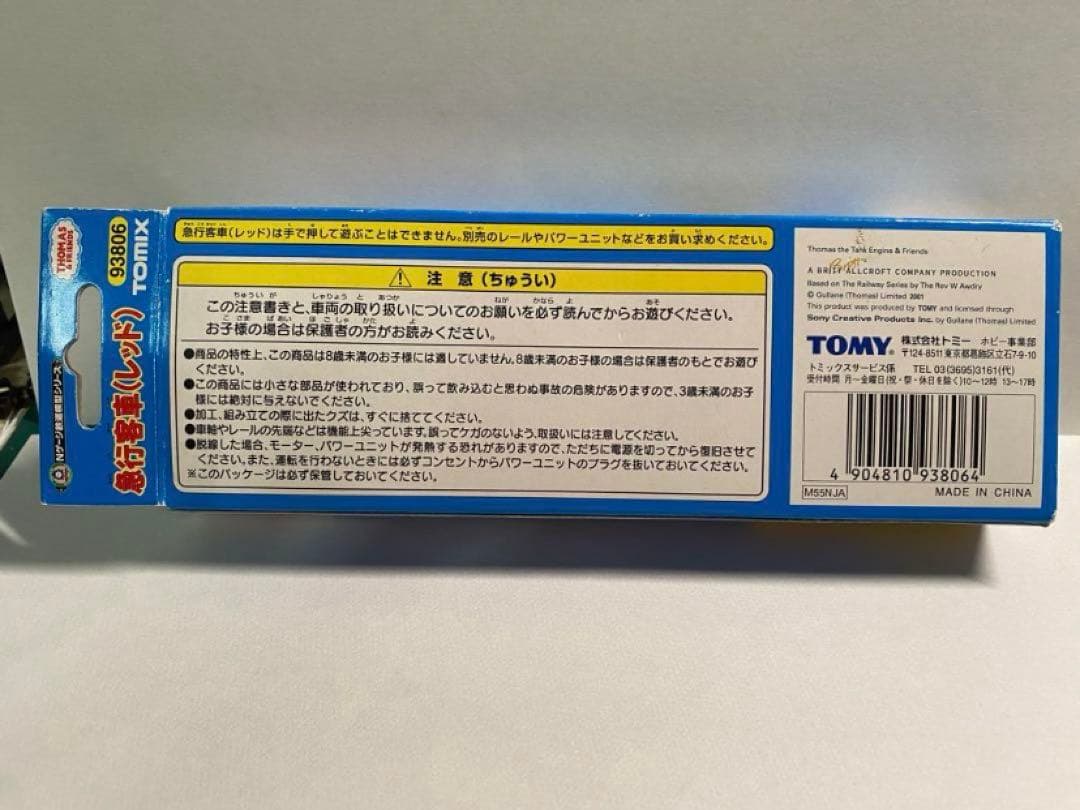 THOMAS
& FRIENDS
93806
TOMIX
Nゲージ鉄道模型シリーズ
急行客車(レッド)
急行客車(レッド)は手で押して遊ぶことはできません。別売のレールやパワーユニットなどをお買い求めください。
注意(ちゅうい)
この注意書きと、車両の取り扱いについてのお願いを必ず読んでからお遊びください。
お子様の場合は保護者の方がお読みください。
●商品の特性上、この商品は8歳未満のお子様には適していません。8歳未満のお子様の場合は保護者のもとでお遊び
ください。
●この商品には小さな部品が使われており、誤って飲み込むと思わぬ事故の危険がありますので、3歳未満のお子
様には絶対に与えないでください。
●加工、組み立ての際に出たクズは、すぐに捨ててください。
●車輪やレールの先端などは機能上尖っています。誤ってケガのないよう、取扱いには注意してください。
●脱線した場合、モーター、パワーユニットが発熱する恐れがありますので、ただちに電源を切ってから復旧させ
てください。また、運転を行わないときには必ずコンセントからパワーユニットのプラグを抜いておいてください。
※このパッケージは必ず保管しておいてください。
Thomas the Tank Engine & Friends
A BRITT ALLCROFT COMPANY PRODUCTION
Based on The Railway Series by The Rev W Awdry
© Gullane (Thomas) Limited 2001
This product was produced by TOMY and licensed through
Sony Creative Products Inc. by Gullane (Thomas) Limited
TOMY 株式会社トミー ホビー事業部
〒124-8511 東京都葛飾区立石7-9-10
トミックスサービス係 TEL 03(3695)3161(代)
受付時間 月〜金曜日(祝・祭・休日を除く)10〜12時 13〜17時
4 904810 938064
M55NJA
MADE IN CHINA